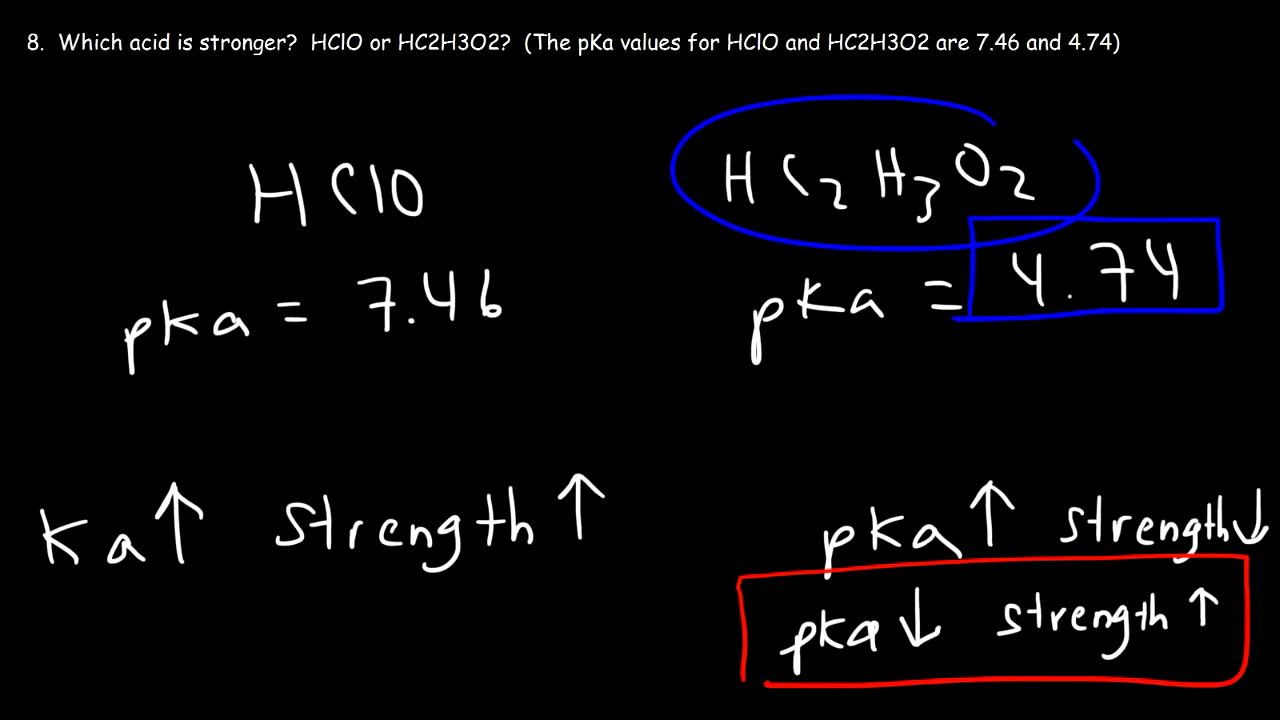 8. Which acid is stronger? HClO or HC2H3O2? (The pKa values for HClO and HC2H3O2 are 7.46 and 4.74)
HClO
HC2H3O2
pka = 7.46
pka = 4.74
Ka↑ strength↑
pka↑ strength↓
pka↓ strength↑